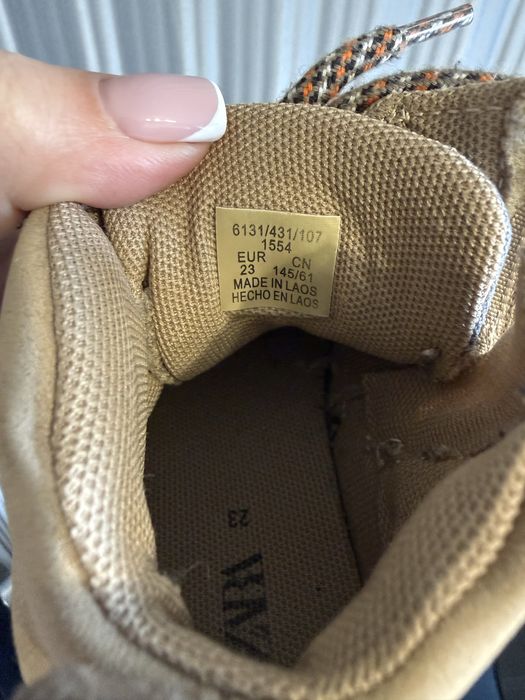 6131/431/107
1554
EUR CN
23 145/61
MADE IN LAOS
HECHO EN LAOS
23